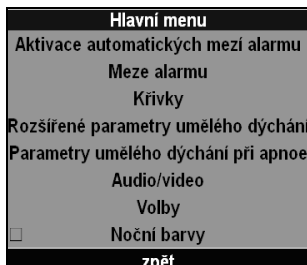 Hlavní menu
Aktivace automatických mezí alarmu
Meze alarmu
Křivky
Rozšířené parametry umělého dýchání
Parametry umělého dýchání při apnoe
Audio/video
Volby
Noční barvy
zpět